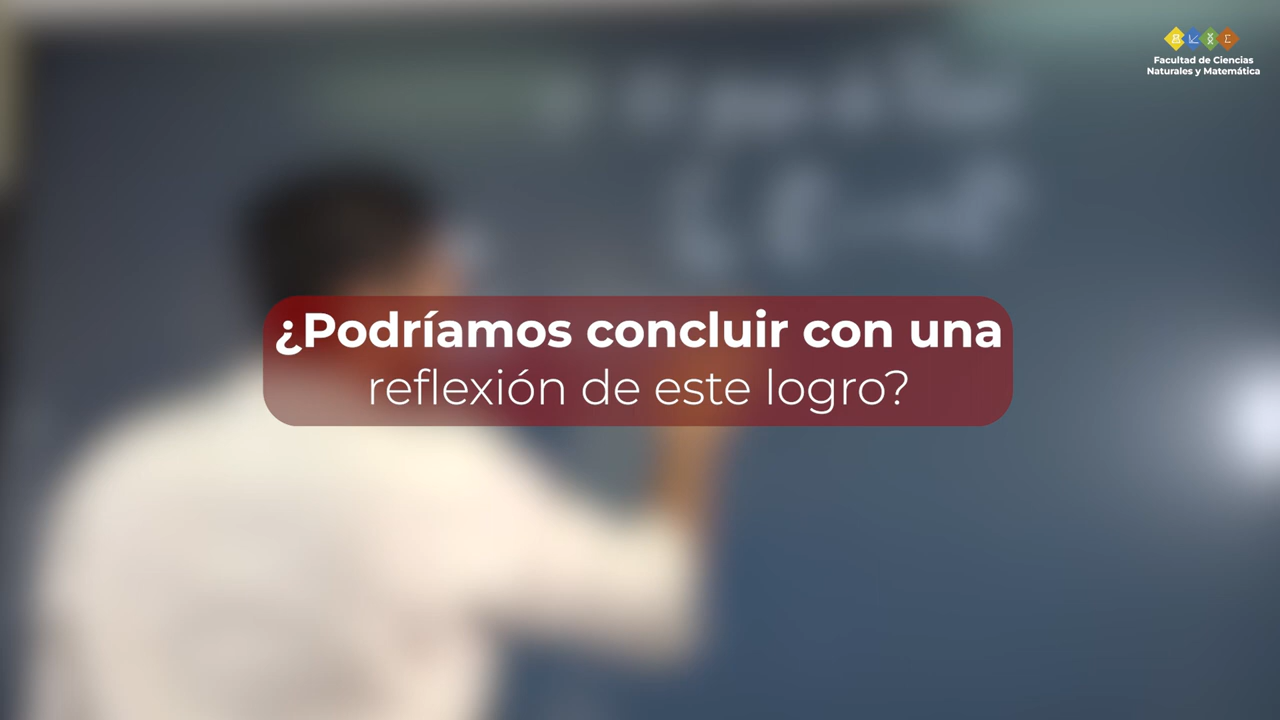 Facultad de Ciencias
Naturales y Matemática
¿Podríamos concluir con una
reflexión de este logro?